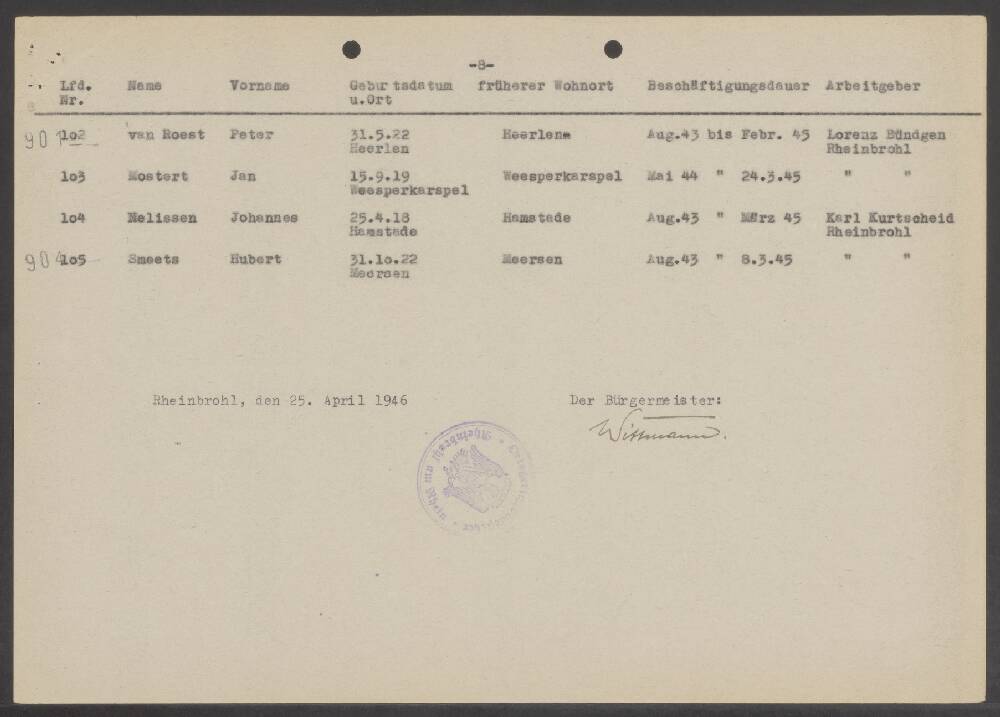 -8-
Lfd. Name Vorname Geburtsdatum früherer Wohnort Beschäftigungsdauer Arbeitgeber
Nr. u.Ort
901 1o2 van Roest Peter 31.5.22 Heerlen Aug.43 bis Febr. 45 Lorenz Bündgen
Heerlen Rheinbrohl
1o3 Mostert Jan 15.9.19 Weesperkarspel Mai 44 " 24.3.45 " "
Weesperkarspel
1o4 Melissen Johannes 25.4.18 Hamstade Aug.43 " März 45 Karl Kurtscheid
Hamstade Rheinbrohl
904 1o5 Smeets Hubert 31.1o.22 Meersen Aug.43 " 8.3.45 " "
Meersen
Rheinbrohl, den 25. April 1946 Der Bürgermeister:
Wittmann.
Rheinbrohl am Rhein